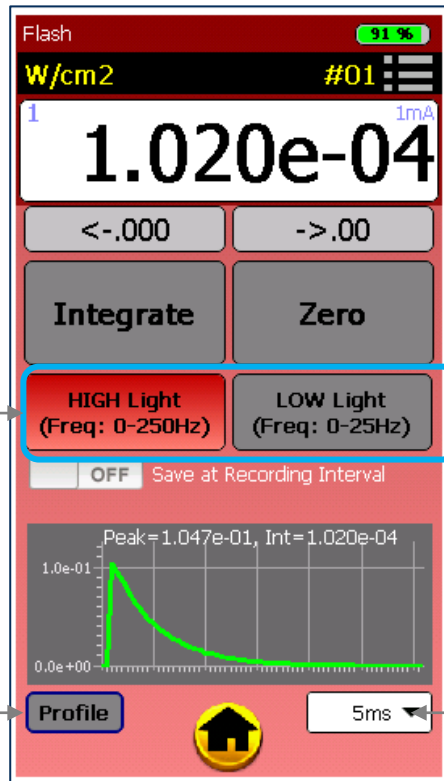 Flash 91 %
W/cm2 #01
1 1mA
1.020e-04
<-.000 ->.00
Integrate Zero
HIGH Light LOW Light
(Freq: 0-250Hz) (Freq: 0-25Hz)
OFF Save at Recording Interval
Peak=1.047e-01, Int=1.020e-04
1.0e-01
0.0e+00
Profile 5ms